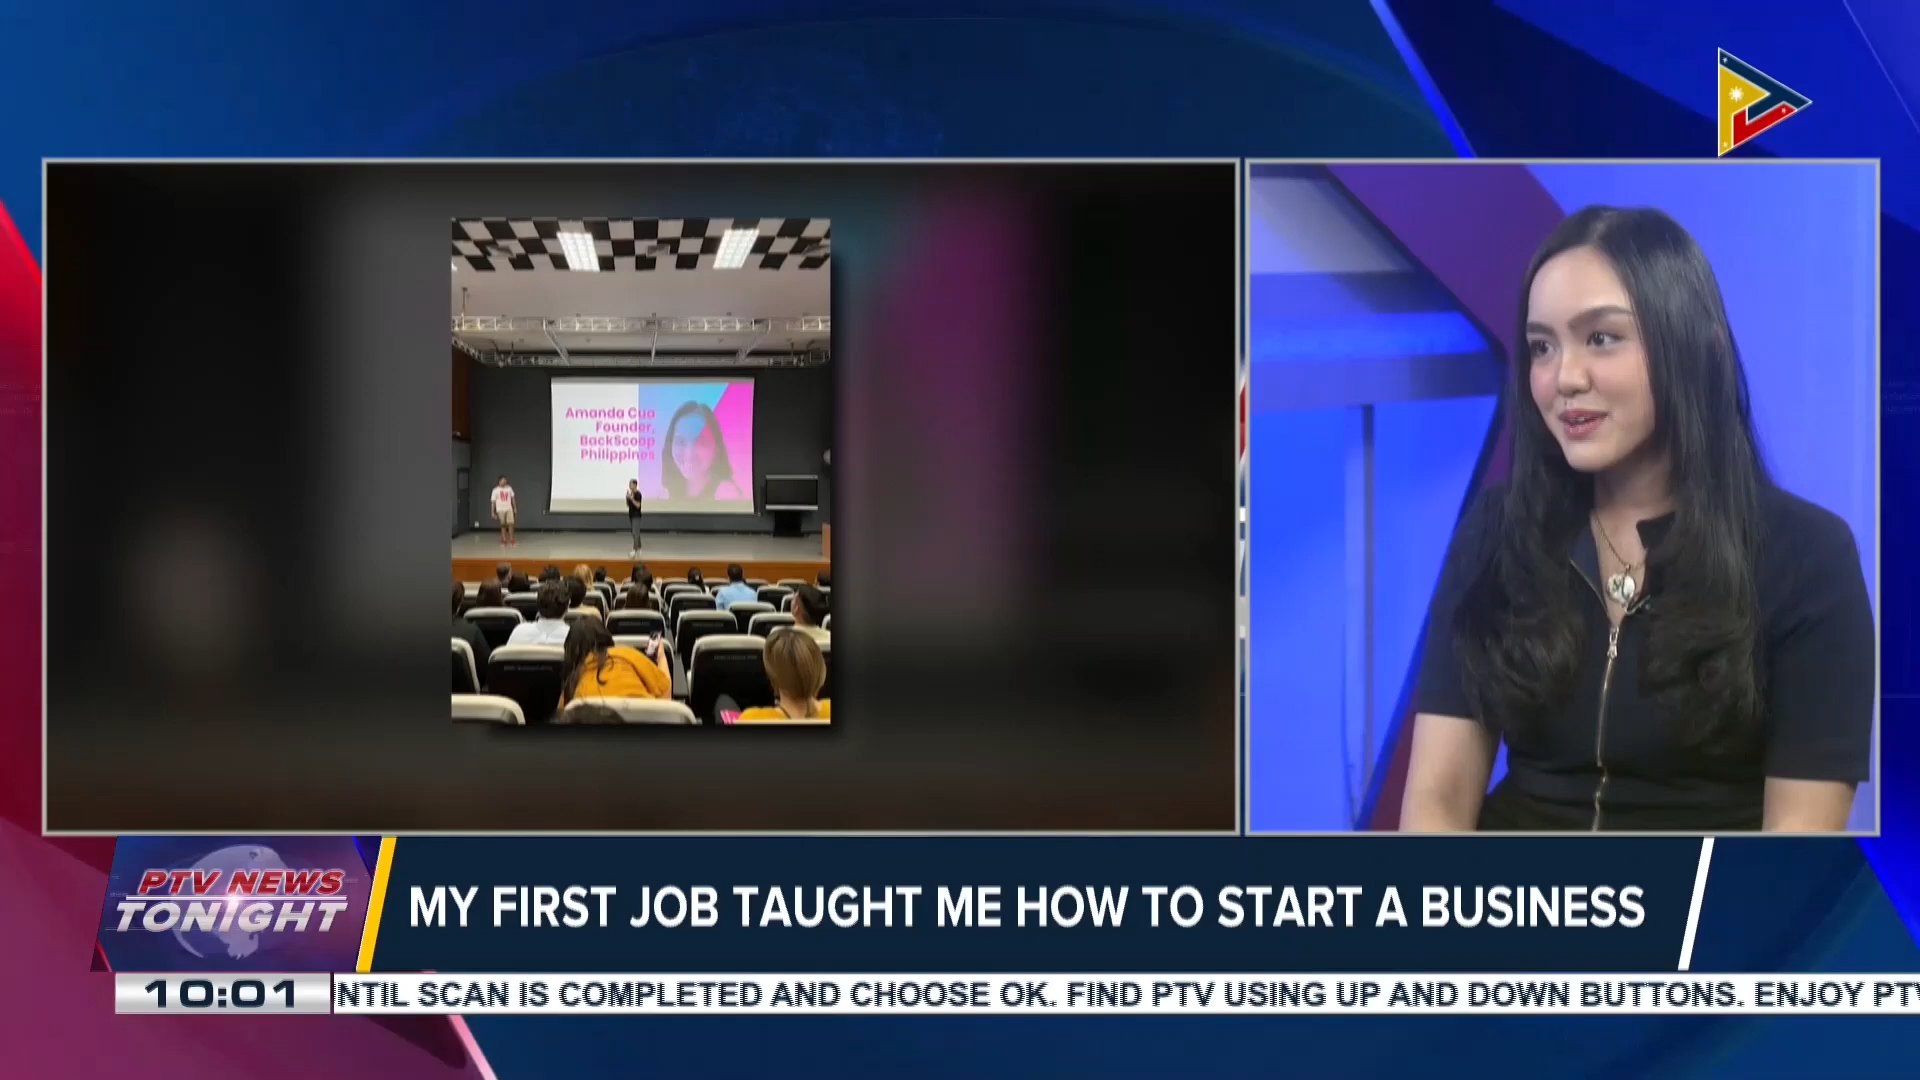 Amanda Cua
Founder,
BackScoop
Philippines
PTV NEWS
TONIGHT
MY FIRST JOB TAUGHT ME HOW TO START A BUSINESS
10:01
NTIL SCAN IS COMPLETED AND CHOOSE OK. FIND PTV USING UP AND DOWN BUTTONS. ENJOY PTV